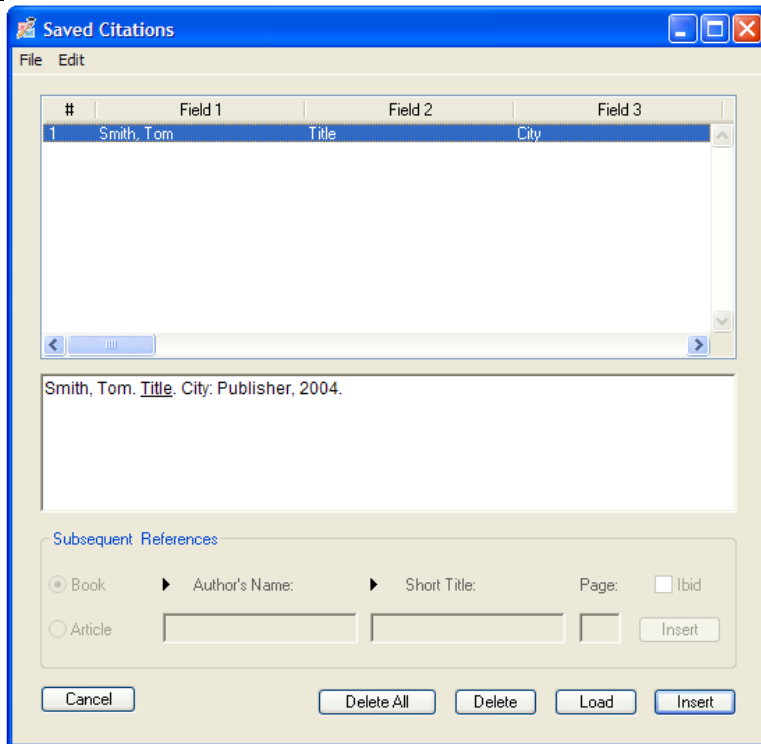 Saved Citations
File Edit
# Field 1 Field 2 Field 3
1 Smith, Tom Title City
Smith, Tom. Title. City: Publisher, 2004.
Subsequent References
Book Author's Name: Short Title: Page: Ibid
Article Insert
Cancel Delete All Delete Load Insert